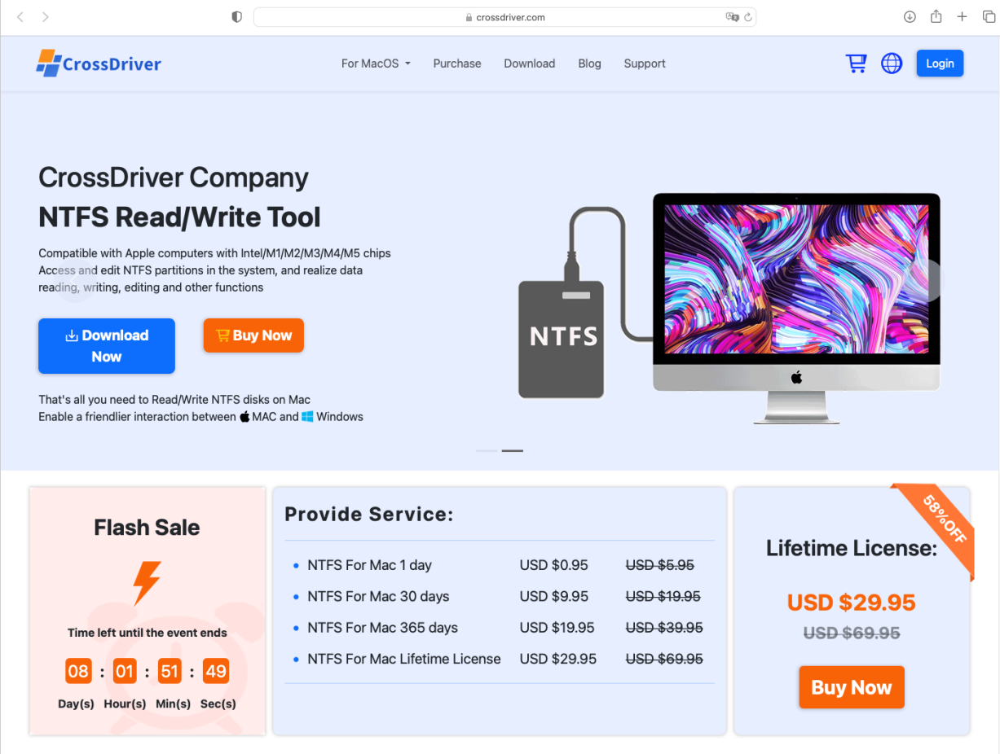 crossdriver.com
CrossDriver
For MacOS
Purchase
Download
Blog
Support
Login
CrossDriver Company
NTFS Read/Write Tool
Compatible with Apple computers with Intel/M1/M2/M3/M4/M5 chips
Access and edit NTFS partitions in the system, and realize data
reading, writing, editing and other functions
Download
Now
Buy Now
That's all you need to Read/Write NTFS disks on Mac
Enable a friendlier interaction between MAC and Windows
NTFS
Flash Sale
Time left until the event ends
08 : 01 : 51 : 49
Day(s) Hour(s) Min(s) Sec(s)
Provide Service:
NTFS For Mac 1 day USD $0.95 USD $5.95
NTFS For Mac 30 days USD $9.95 USD $19.95
NTFS For Mac 365 days USD $19.95 USD $39.95
NTFS For Mac Lifetime License USD $29.95 USD $69.95
58%OFF
Lifetime License:
USD $29.95
USD $69.95
Buy Now